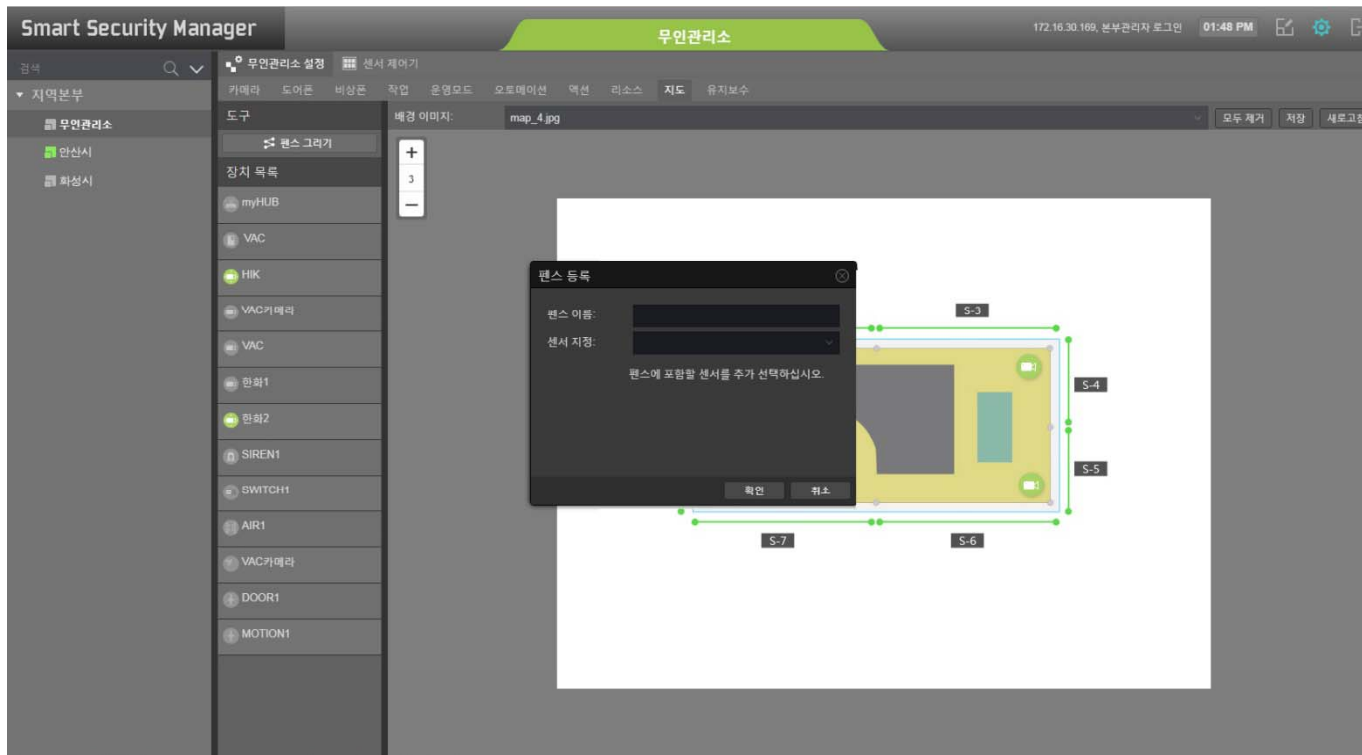 Smart Security Manager
무인관리소
172.16.30.169, 본부관리자 로그인 01:48 PM
검색
무인관리소 설정 센서 제어기
지역본부
카메라 도어폰 비상폰 작업 운영모드 오토메이션 액션 리소스 지도 유지보수
무인관리소
안산시
화성시
도구
펜스 그리기
장치 목록
myHUB
VAC
HIK
VAC카메라
VAC
한화1
한화2
SIREN1
SWITCH1
AIR1
VAC카메라
DOOR1
MOTION1
배경 이미지: map_4.jpg 모두 제거 저장 새로고침
+
3
−
펜스 등록
펜스 이름:
센서 지정:
펜스에 포함할 센서를 추가 선택하십시오.
확인 취소
S-3
S-4
S-5
S-7 S-6